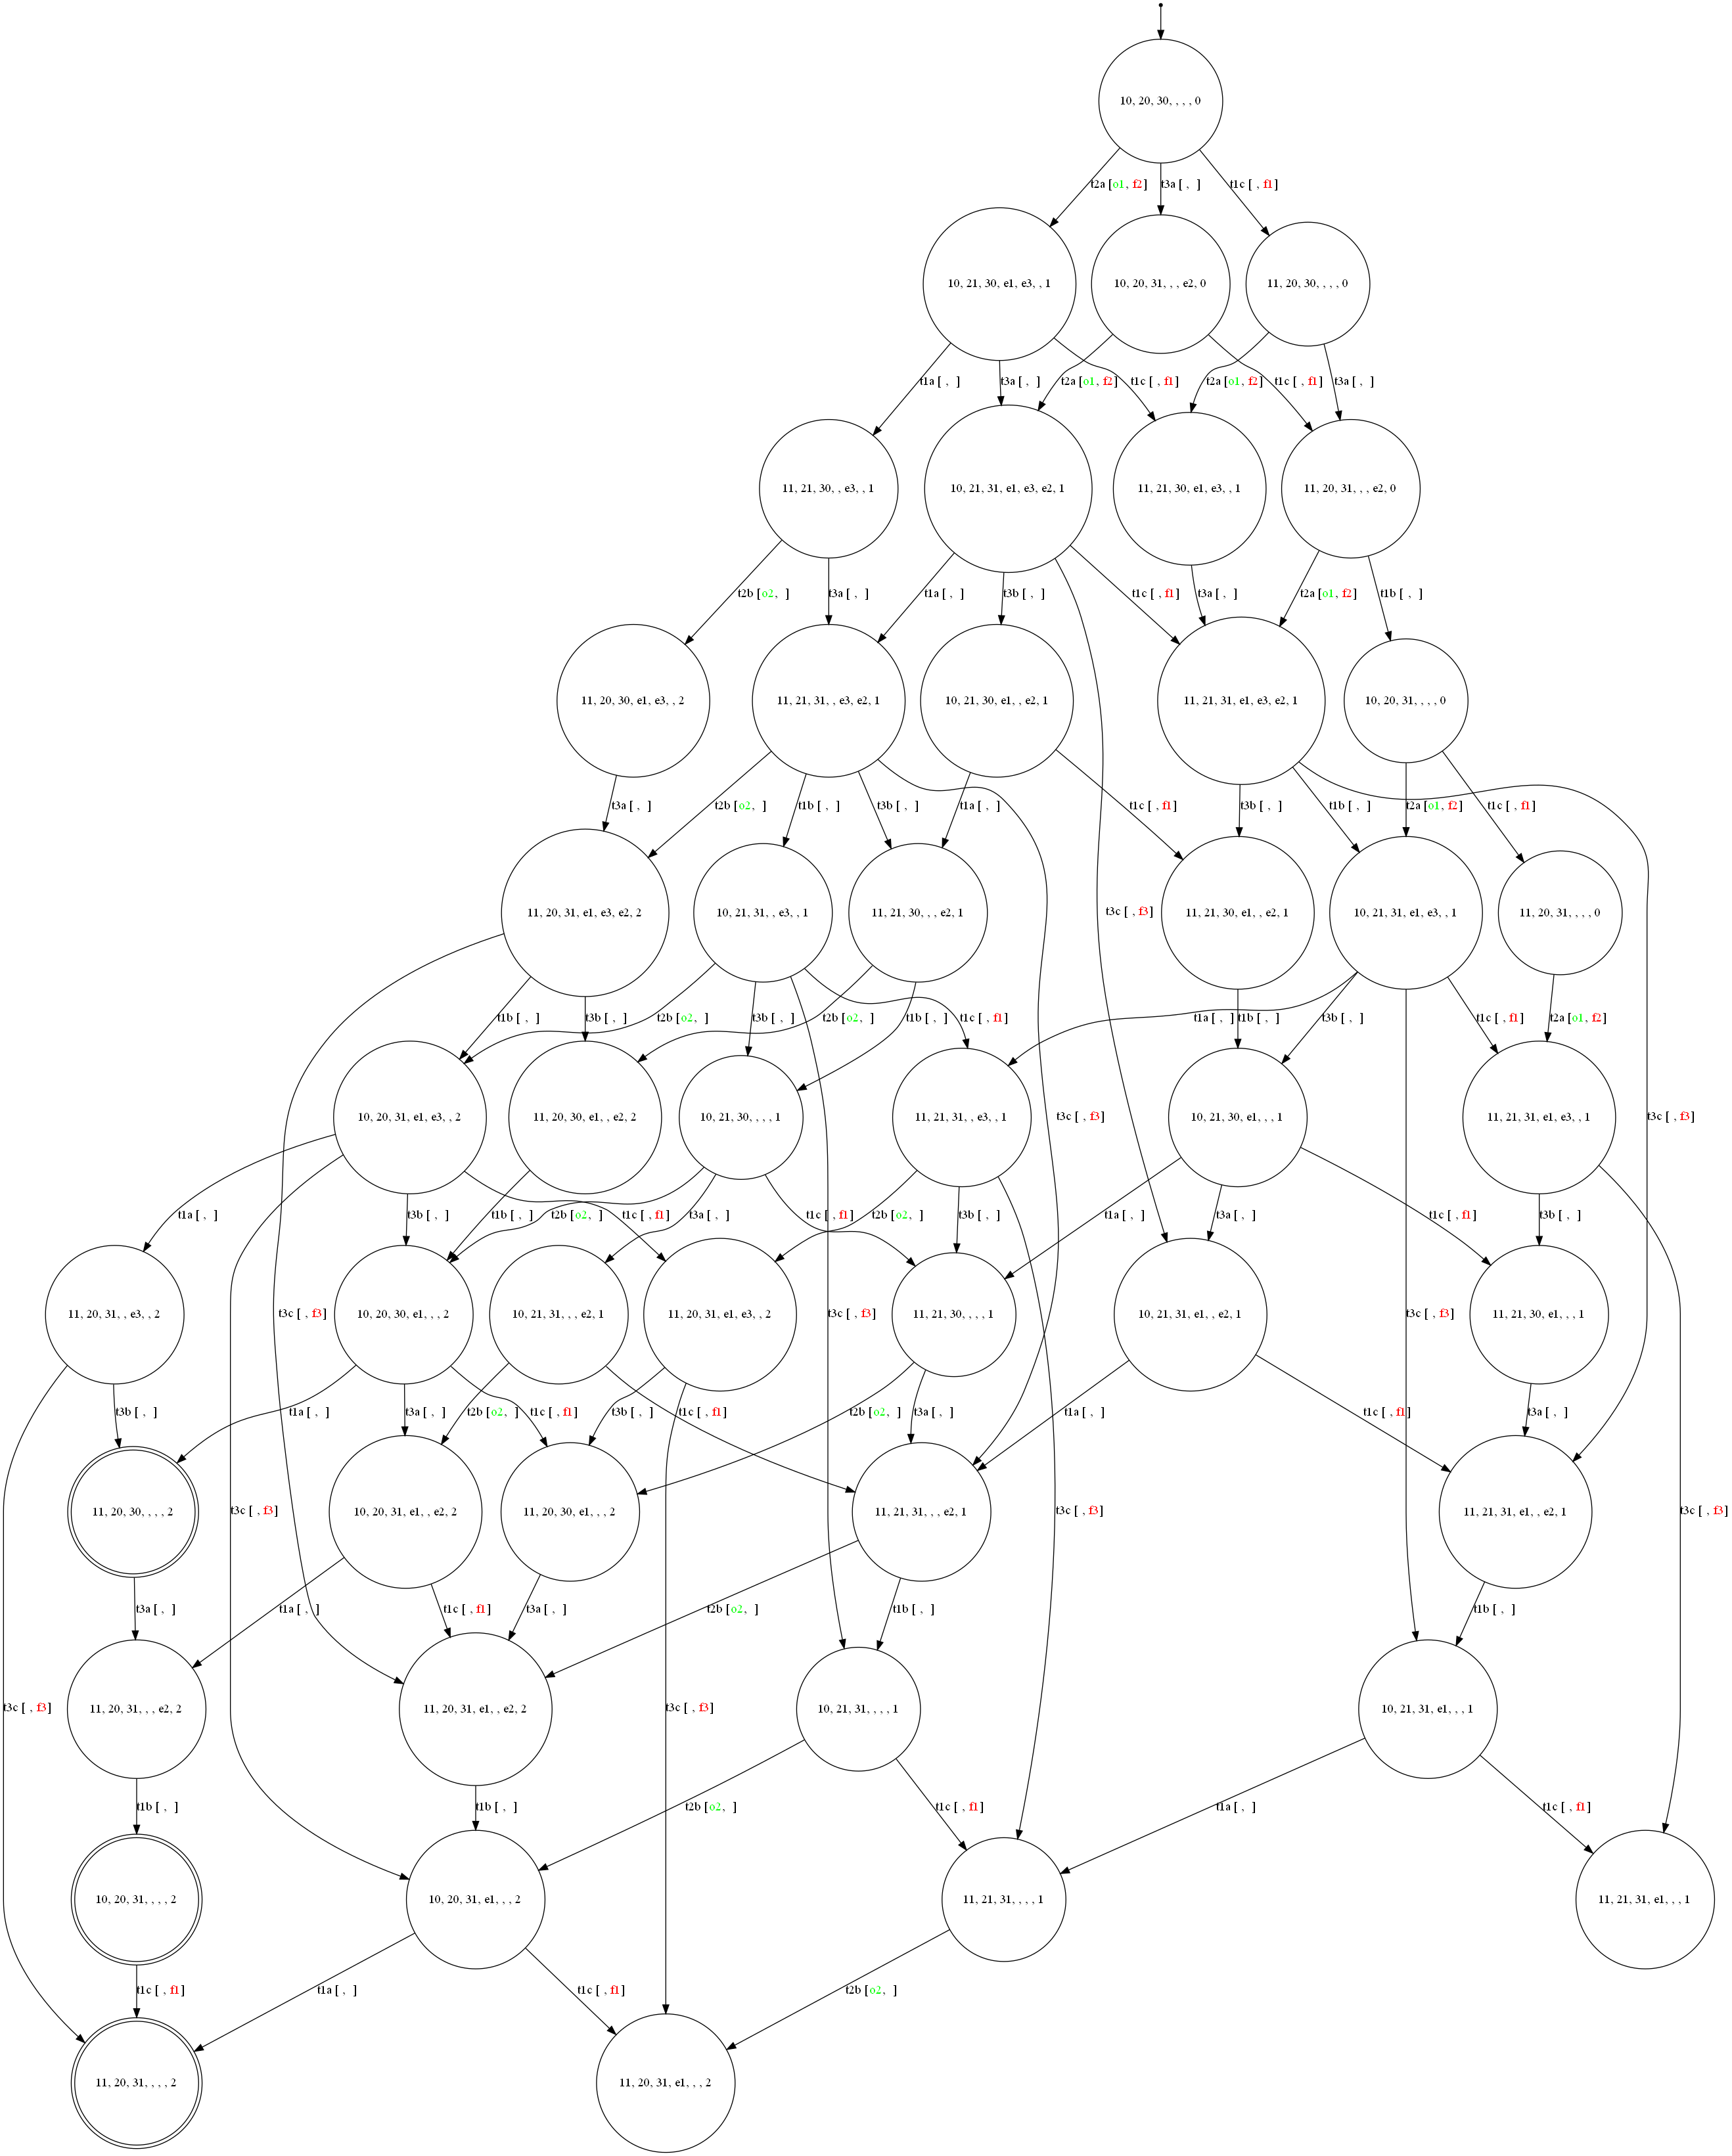 10, 20, 30, , , , 0
t2a [o1, f2]
t3a [ , ]
t1c [ , f1]
10, 21, 30, e1, e3, , 1
10, 20, 31, , , e2, 0
11, 20, 30, , , , 0
t1a [ , ]
t3a [ , ]
t2a [o1, f2]
t1c [ , f1]
t2a [o1, f2]
t1c [ , f1]
t3a [ , ]
11, 21, 30, , e3, , 1
10, 21, 31, e1, e3, e2, 1
11, 21, 30, e1, e3, , 1
11, 20, 31, , , e2, 0
t2b [o2, ]
t3a [ , ]
t1a [ , ]
t3b [ , ]
t1c [ , f1]
t3a [ , ]
t2a [o1, f2]
t1b [ , ]
11, 20, 30, e1, e3, , 2
11, 21, 31, , e3, e2, 1
10, 21, 30, e1, , e2, 1
11, 21, 31, e1, e3, e2, 1
10, 20, 31, , , , 0
t3a [ , ]
t2b [o2, ]
t1b [ , ]
t3b [ , ]
t1a [ , ]
t1c [ , f1]
t3b [ , ]
t1b [ , ]
t2a [o1, f2]
t1c [ , f1]
11, 20, 31, e1, e3, e2, 2
10, 21, 31, , e3, , 1
11, 21, 30, , , e2, 1
t3c [ , f3]
11, 21, 30, e1, , e2, 1
10, 21, 31, e1, e3, , 1
11, 20, 31, , , , 0
t1b [ , ]
t3b [ , ]
t2b [o2, ]
t3b [ , ]
t2b [o2, ]
t1b [ , ]
t1c [ , f1]
t1a [ , ]
t1b [ , ]
t3b [ , ]
t1c [ , f1]
t2a [o1, f2]
10, 20, 31, e1, e3, , 2
11, 20, 30, e1, , e2, 2
10, 21, 30, , , , 1
11, 21, 31, , e3, , 1
t3c [ , f3]
10, 21, 30, e1, , , 1
11, 21, 31, e1, e3, , 1
t3c [ , f3]
t1a [ , ]
t3b [ , ]
t1b [ , ]
t2b [o2, ]
t1c [ , f1]
t3a [ , ]
t1c [ , f1]
t2b [o2, ]
t3b [ , ]
t1a [ , ]
t3a [ , ]
t1c [ , f1]
t3b [ , ]
11, 20, 31, , e3, , 2
t3c [ , f3]
10, 20, 30, e1, , , 2
10, 21, 31, , , e2, 1
11, 20, 31, e1, e3, , 2
t3c [ , f3]
11, 21, 30, , , , 1
10, 21, 31, e1, , e2, 1
t3c [ , f3]
11, 21, 30, e1, , , 1
t3b [ , ]
t1a [ , ]
t3a [ , ]
t2b [o2, ]
t1c [ , f1]
t3b [ , ]
t1c [ , f1]
t2b [o2, ]
t3a [ , ]
t1a [ , ]
t1c [ , f1]
t3a [ , ]
11, 20, 30, , , , 2
t3c [ , f3]
10, 20, 31, e1, , e2, 2
11, 20, 30, e1, , , 2
11, 21, 31, , , e2, 1
t3c [ , f3]
11, 21, 31, e1, , e2, 1
t3c [ , f3]
t3a [ , ]
t1a [ , ]
t1c [ , f1]
t3a [ , ]
t2b [o2, ]
t1b [ , ]
t1b [ , ]
t3c [ , f3]
11, 20, 31, , , e2, 2
11, 20, 31, e1, , e2, 2
t3c [ , f3]
10, 21, 31, , , , 1
10, 21, 31, e1, , , 1
t1b [ , ]
t1b [ , ]
t2b [o2, ]
t1c [ , f1]
t1a [ , ]
t1c [ , f1]
10, 20, 31, , , , 2
10, 20, 31, e1, , , 2
11, 21, 31, , , , 1
11, 21, 31, e1, , , 1
t1c [ , f1]
t1a [ , ]
t1c [ , f1]
t2b [o2, ]
11, 20, 31, , , , 2
11, 20, 31, e1, , , 2